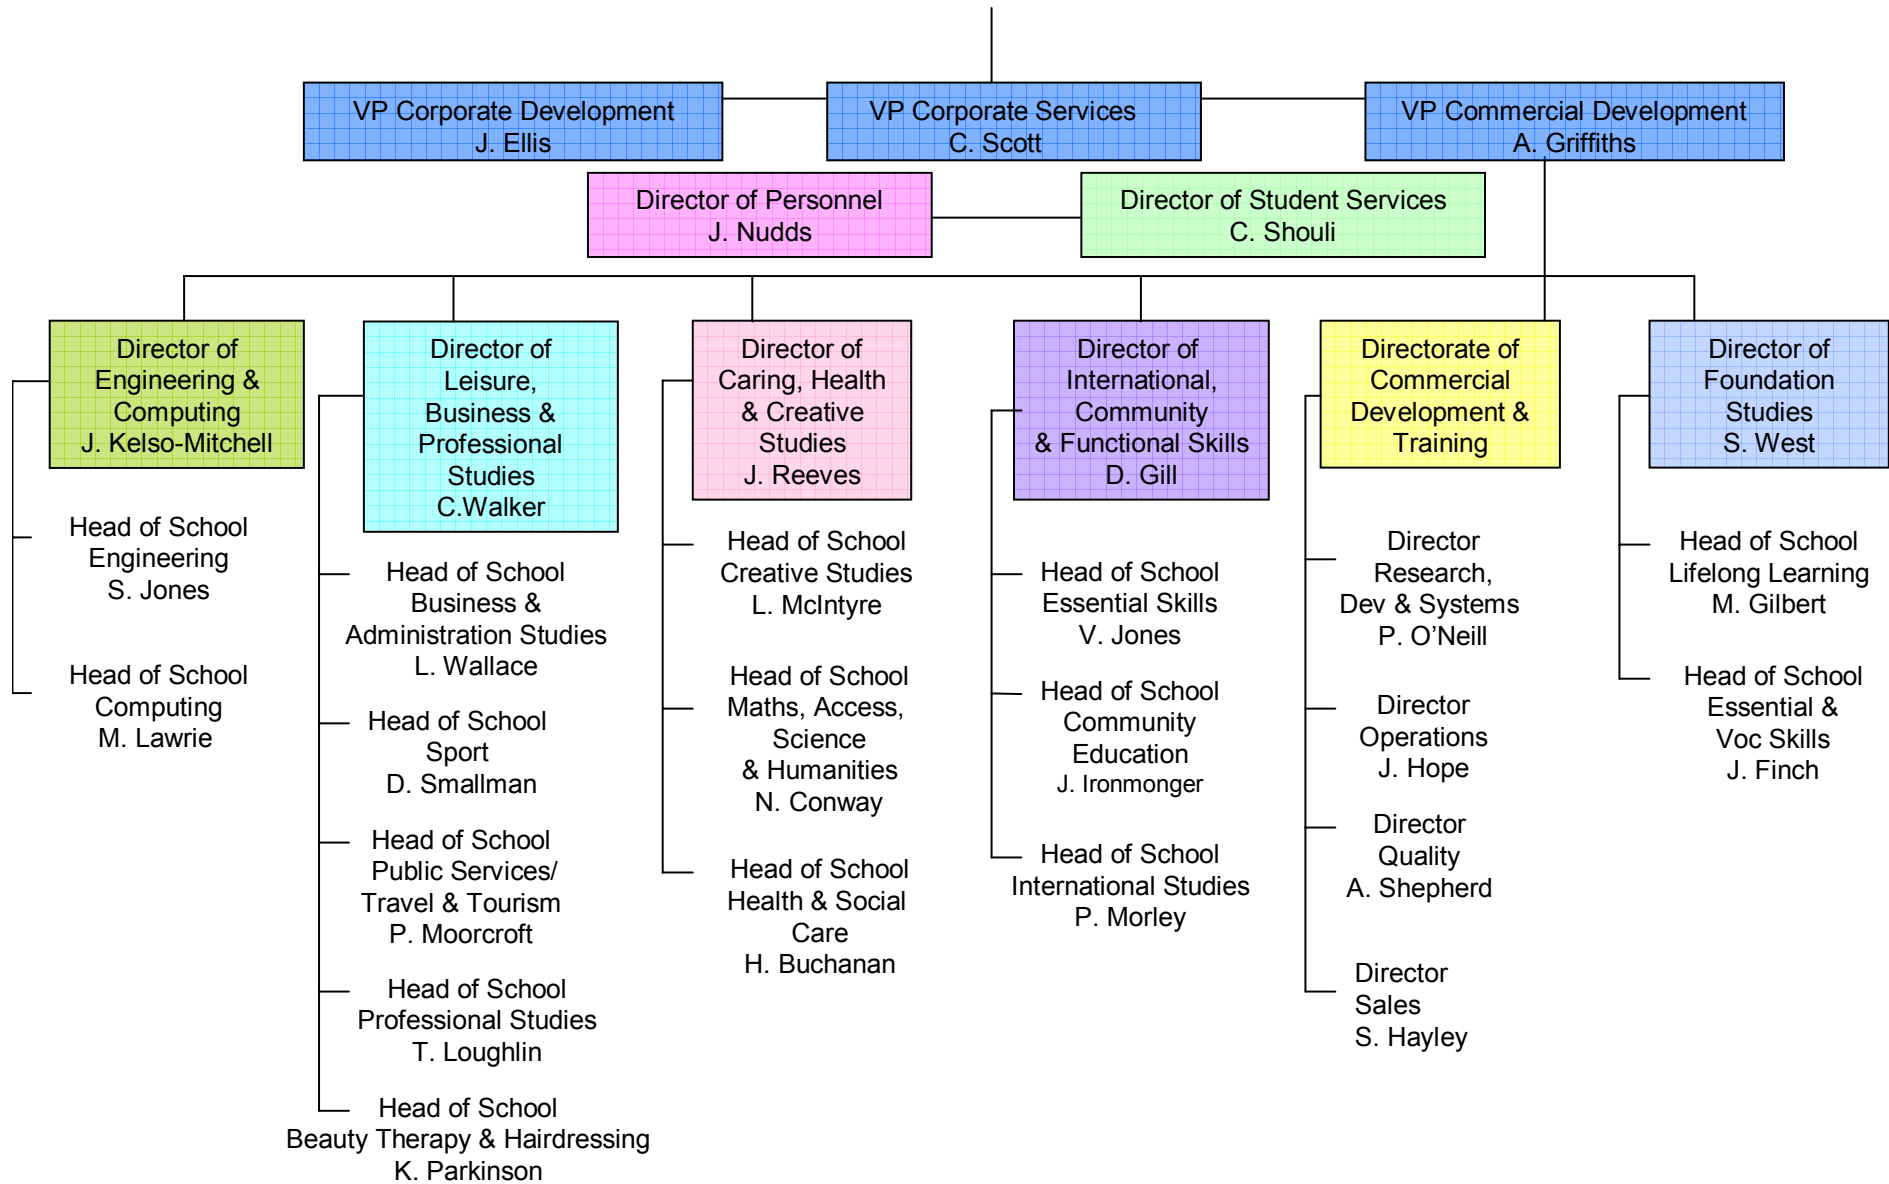 VP Corporate Development
J. Ellis
VP Corporate Services
C. Scott
VP Commercial Development
A. Griffiths
Director of Personnel
J. Nudds
Director of Student Services
C. Shouli
Director of
Engineering &
Computing
J. Kelso-Mitchell
Head of School
Engineering
S. Jones
Head of School
Computing
M. Lawrie
Director of
Leisure,
Business &
Professional
Studies
C.Walker
Head of School
Business &
Administration Studies
L. Wallace
Head of School
Sport
D. Smallman
Head of School
Public Services/
Travel & Tourism
P. Moorcroft
Head of School
Professional Studies
T. Loughlin
Head of School
Beauty Therapy & Hairdressing
K. Parkinson
Director of
Caring, Health
& Creative
Studies
J. Reeves
Head of School
Creative Studies
L. McIntyre
Head of School
Maths, Access,
Science
& Humanities
N. Conway
Head of School
Health & Social
Care
H. Buchanan
Director of
International,
Community
& Functional Skills
D. Gill
Head of School
Essential Skills
V. Jones
Head of School
Community
Education
J. Ironmonger
Head of School
International Studies
P. Morley
Directorate of
Commercial
Development &
Training
Director
Research,
Dev & Systems
P. O’Neill
Director
Operations
J. Hope
Director
Quality
A. Shepherd
Director
Sales
S. Hayley
Director of
Foundation
Studies
S. West
Head of School
Lifelong Learning
M. Gilbert
Head of School
Essential &
Voc Skills
J. Finch